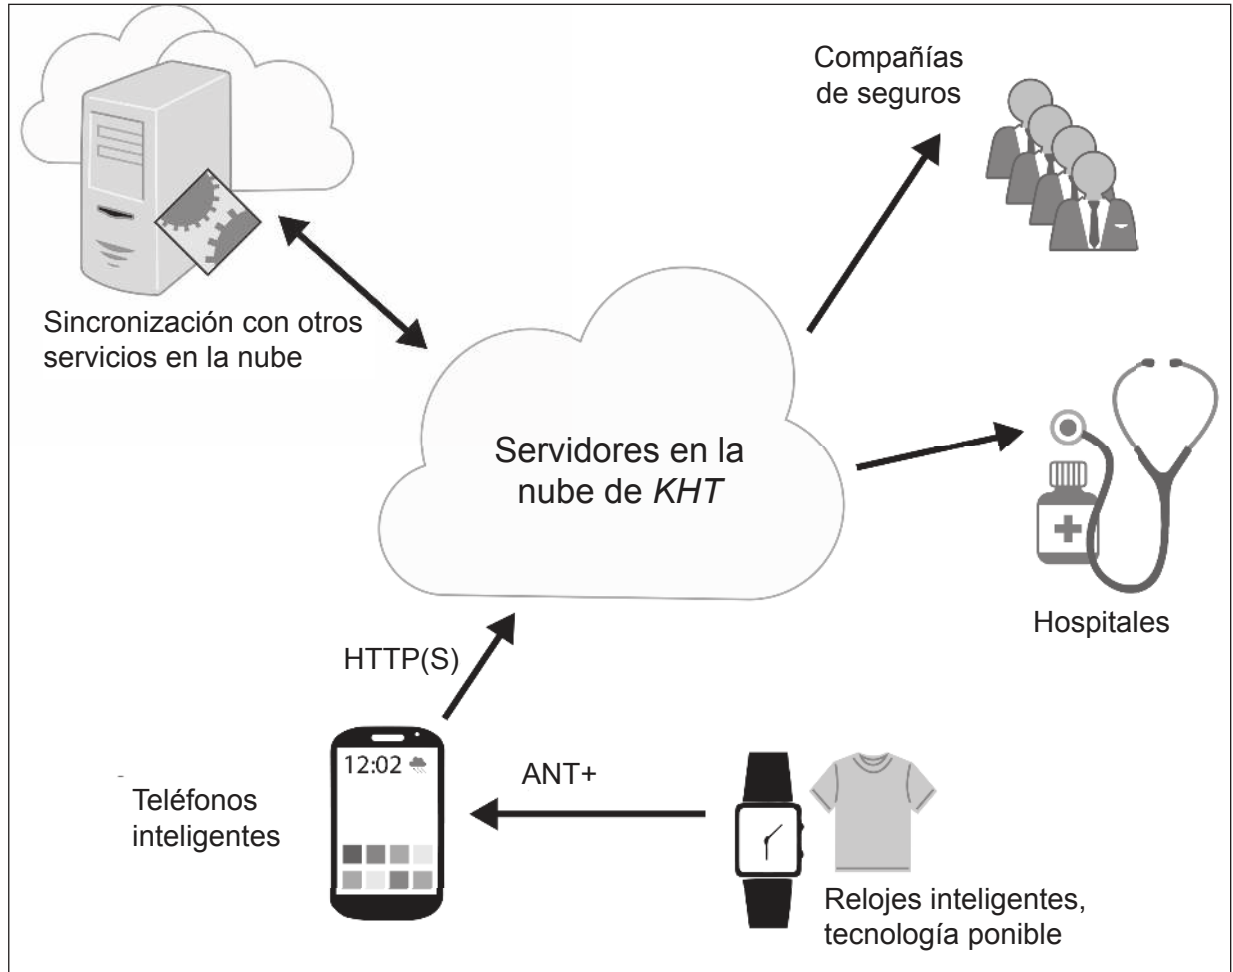 Compañías
de seguros
Sincronización con otros
servicios en la nube
Servidores en la
nube de KHT
Hospitales
HTTP(S)
12:02
ANT+
Teléfonos
inteligentes
Relojes inteligentes,
tecnología ponible